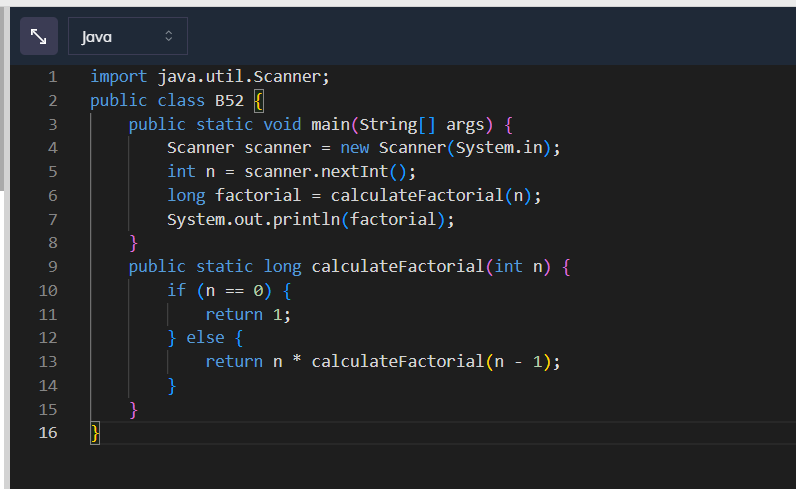 Java
1 import java.util.Scanner;
2 public class B52 {
3     public static void main(String[] args) {
4         Scanner scanner = new Scanner(System.in);
5         int n = scanner.nextInt();
6         long factorial = calculateFactorial(n);
7         System.out.println(factorial);
8     }
9     public static long calculateFactorial(int n) {
10         if (n == 0) {
11             return 1;
12         } else {
13             return n * calculateFactorial(n - 1);
14         }
15     }
16 }